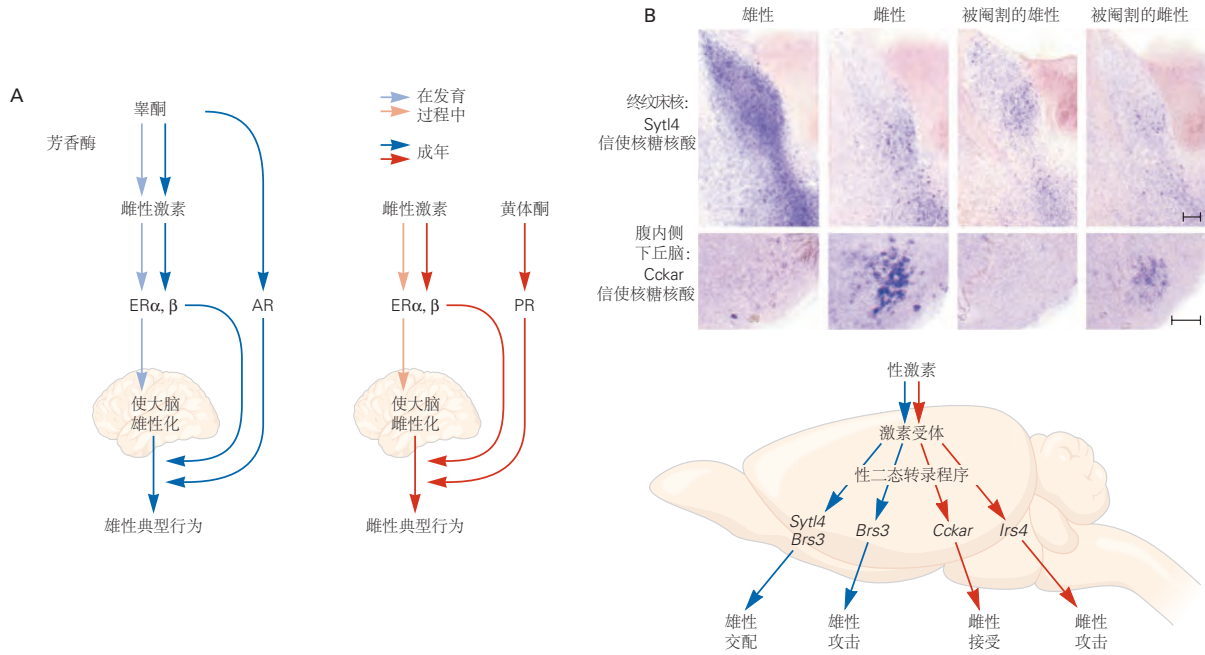 A
睾酮
芳香酶
雌性激素
ERα, β
AR
使大脑
雄性化
雄性典型行为
在发育
过程中
成年
雌性激素
黄体酮
ERα, β
PR
使大脑
雌性化
雌性典型行为
B
雄性
雌性
被阉割的雄性
被阉割的雌性
终纹床核:
Sytl4
信使核糖核酸
腹内侧
下丘脑:
Cckar
信使核糖核酸
性激素
激素受体
性二态转录程序
Sytl4
Brs3
Brs3
Cckar
Irs4
雄性
交配
雄性
攻击
雌性
接受
雌性
攻击